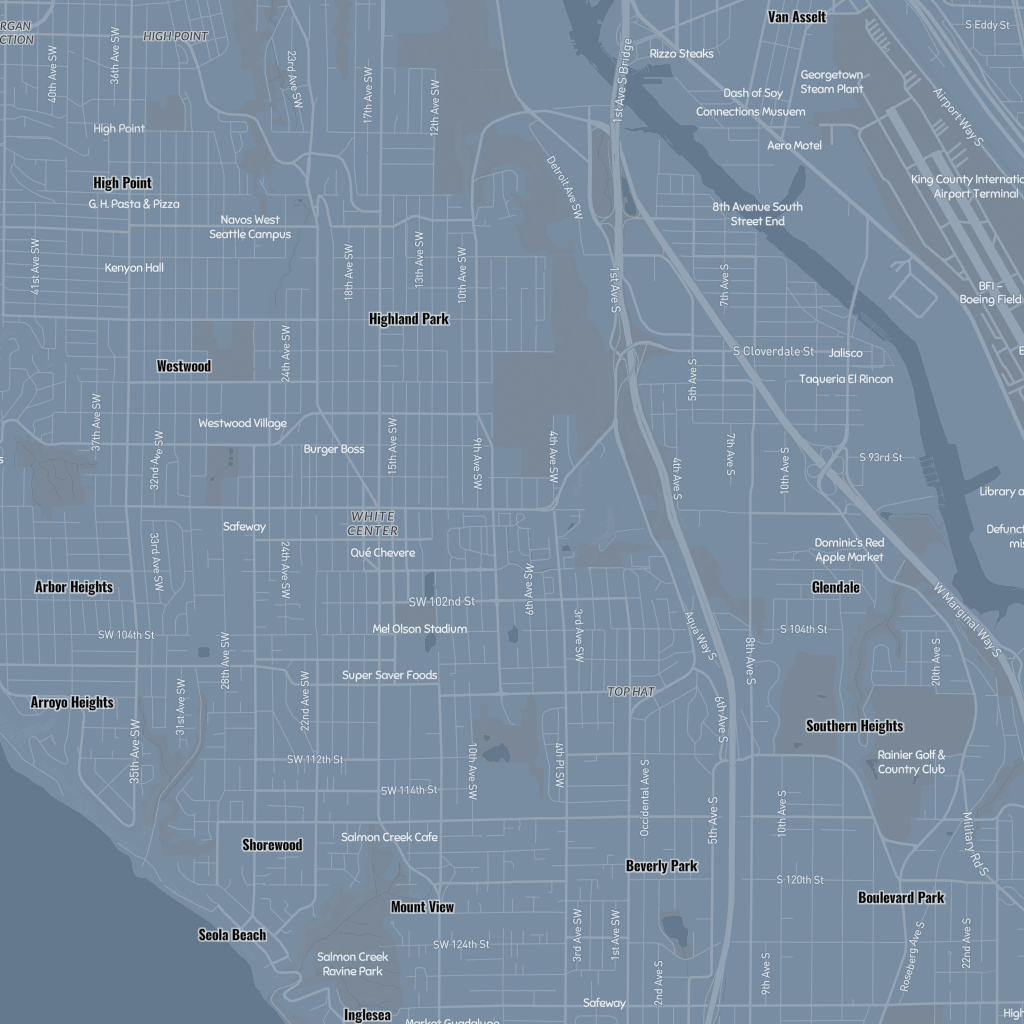 Van Asselt
S Eddy St
RGAN
CTION
HIGH POINT
36th Ave SW
40th Ave SW
23rd Ave SW
17th Ave SW
12th Ave SW
1st Ave S Bridge
Rizzo Steaks
Georgetown
Steam Plant
Dash of Soy
Connections Musuem
Airport Way S
High Point
Aero Motel
High Point
G. H. Pasta & Pizza
Detroit Ave SW
King County Internatio
Airport Terminal
8th Avenue South
Street End
Navos West
Seattle Campus
41st Ave SW
Kenyon Hall
18th Ave SW
13th Ave SW
10th Ave SW
1st Ave S
7th Ave S
BFI –
Boeing Field
Highland Park
Westwood
24th Ave SW
S Cloverdale St
Jalisco
E
Taqueria El Rincon
5th Ave S
37th Ave SW
Westwood Village
32nd Ave SW
Burger Boss
15th Ave SW
9th Ave SW
4th Ave SW
4th Ave S
7th Ave S
10th Ave S
S 93rd St
s
Library a
WHITE
CENTER
Safeway
Defunct
mis
Qué Chevere
33rd Ave SW
24th Ave SW
Dominic's Red
Apple Market
Arbor Heights
6th Ave SW
Glendale
SW 102nd St
W Marginal Way S
SW 104th St
Mel Olson Stadium
3rd Ave SW
Aqua Way S
S 104th St
28th Ave SW
8th Ave S
20th Ave S
Super Saver Foods
TOP HAT
Arroyo Heights
31st Ave SW
22nd Ave SW
6th Ave S
Southern Heights
35th Ave SW
SW 112th St
10th Ave SW
4th Pl SW
Rainier Golf &
Country Club
SW 114th St
Occidental Ave S
5th Ave S
10th Ave S
Military Rd S
Shorewood
Salmon Creek Cafe
Beverly Park
S 120th St
Boulevard Park
Mount View
Seola Beach
SW 124th St
3rd Ave SW
1st Ave SW
22nd Ave S
Roseberg Ave S
Salmon Creek
Ravine Park
2nd Ave S
9th Ave S
Safeway
Inglesea
Market Guadalupe
High